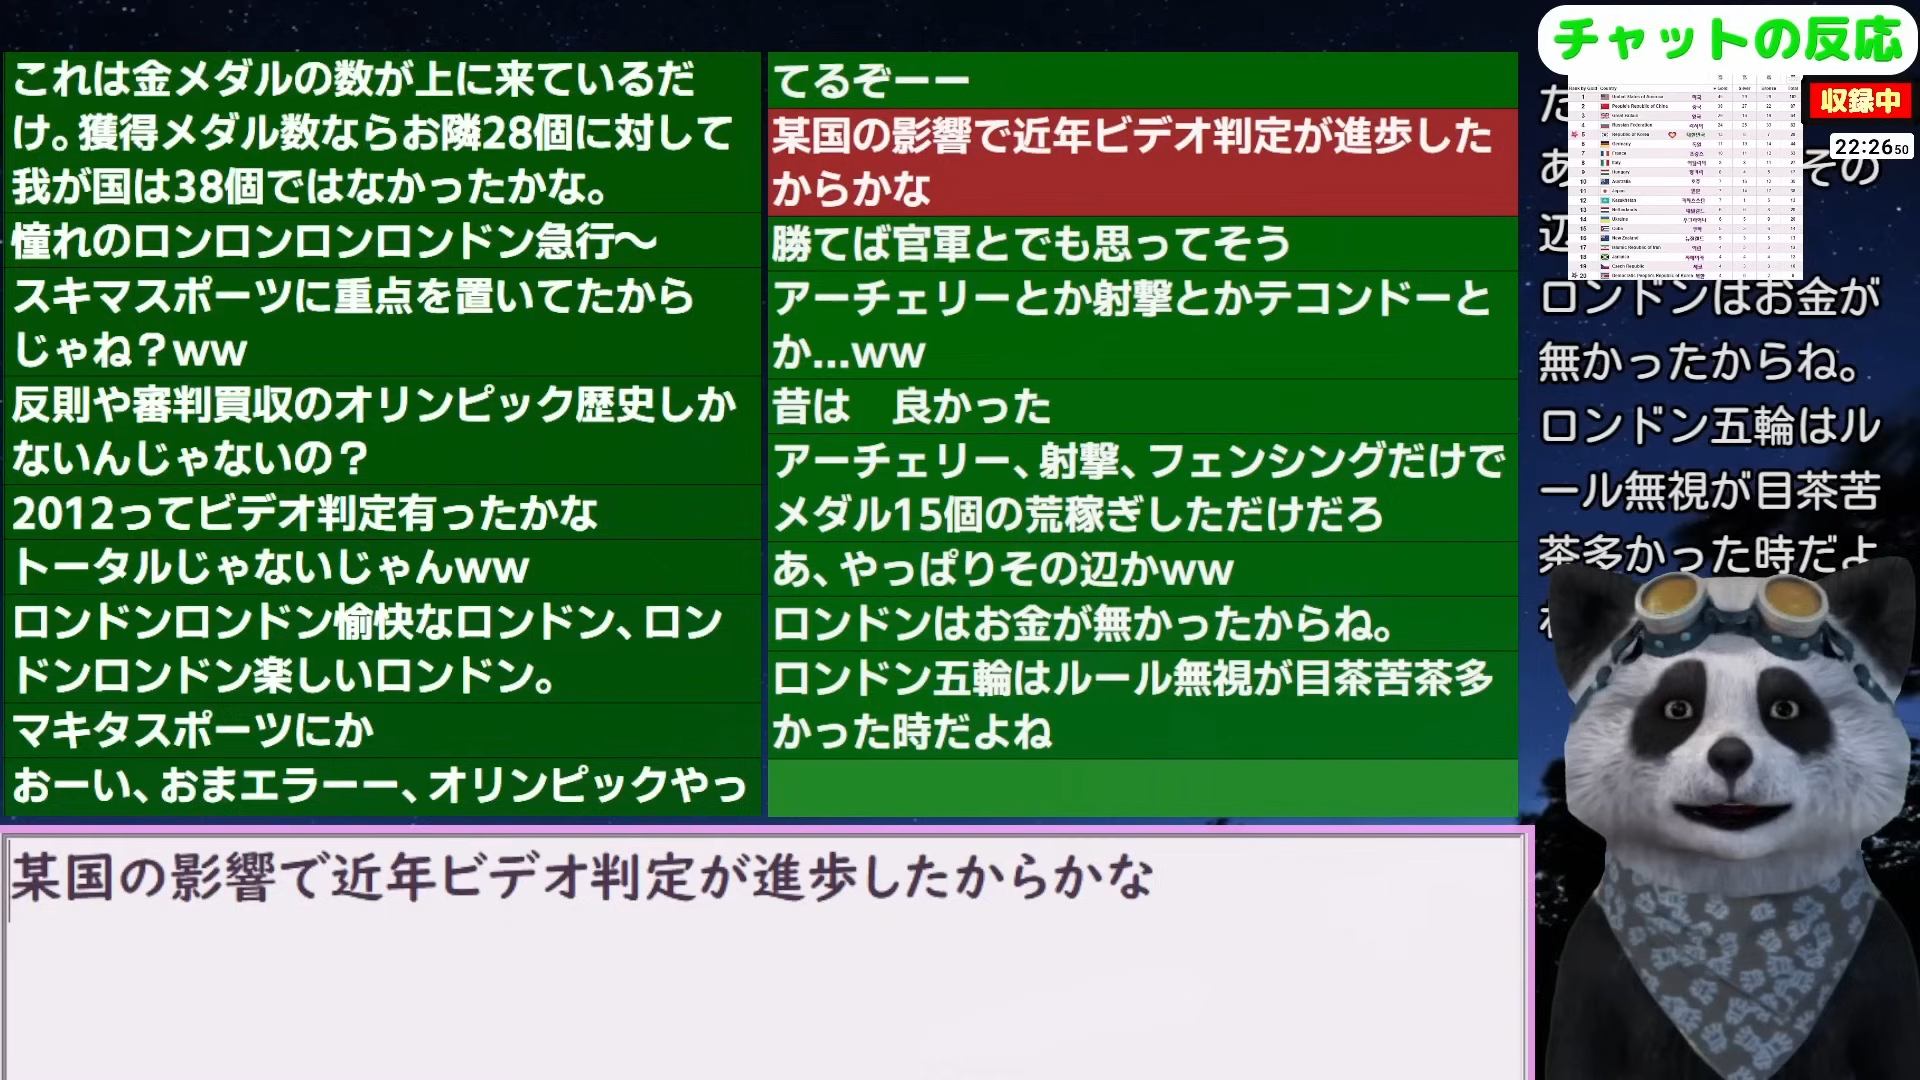 これは金メダルの数が上に来ているだ
け。獲得メダル数ならお隣28個に対して
我が国は38個ではなかったかな。
憧れのロンロンロンロンドン急行～
スキマスポーツに重点を置いてたから
じゃね？ww
反則や審判買収のオリンピック歴史しか
ないんじゃないの？
2012ってビデオ判定有ったかな
トータルじゃないじゃんww
ロンドンロンドン愉快なロンドン、ロン
ドンロンドン楽しいロンドン。
マキタスポーツにか
おーい、おまエラーー、オリンピックやっ
てるぞーー
某国の影響で近年ビデオ判定が進歩した
からかな
勝てば官軍とでも思ってそう
アーチェリーとか射撃とかテコンドーと
か...ww
昔は　良かった
アーチェリー、射撃、フェンシングだけで
メダル15個の荒稼ぎしただけだろ
あ、やっぱりその辺かww
ロンドンはお金が無かったからね。
ロンドン五輪はルール無視が目茶苦茶多
かった時だよね
某国の影響で近年ビデオ判定が進歩したからかな
チャットの反応
収録中
22:26 50
その
辺
ロンドンはお金が
無かったからね。
ロンドン五輪はル
ール無視が目茶苦
茶多かった時だよ